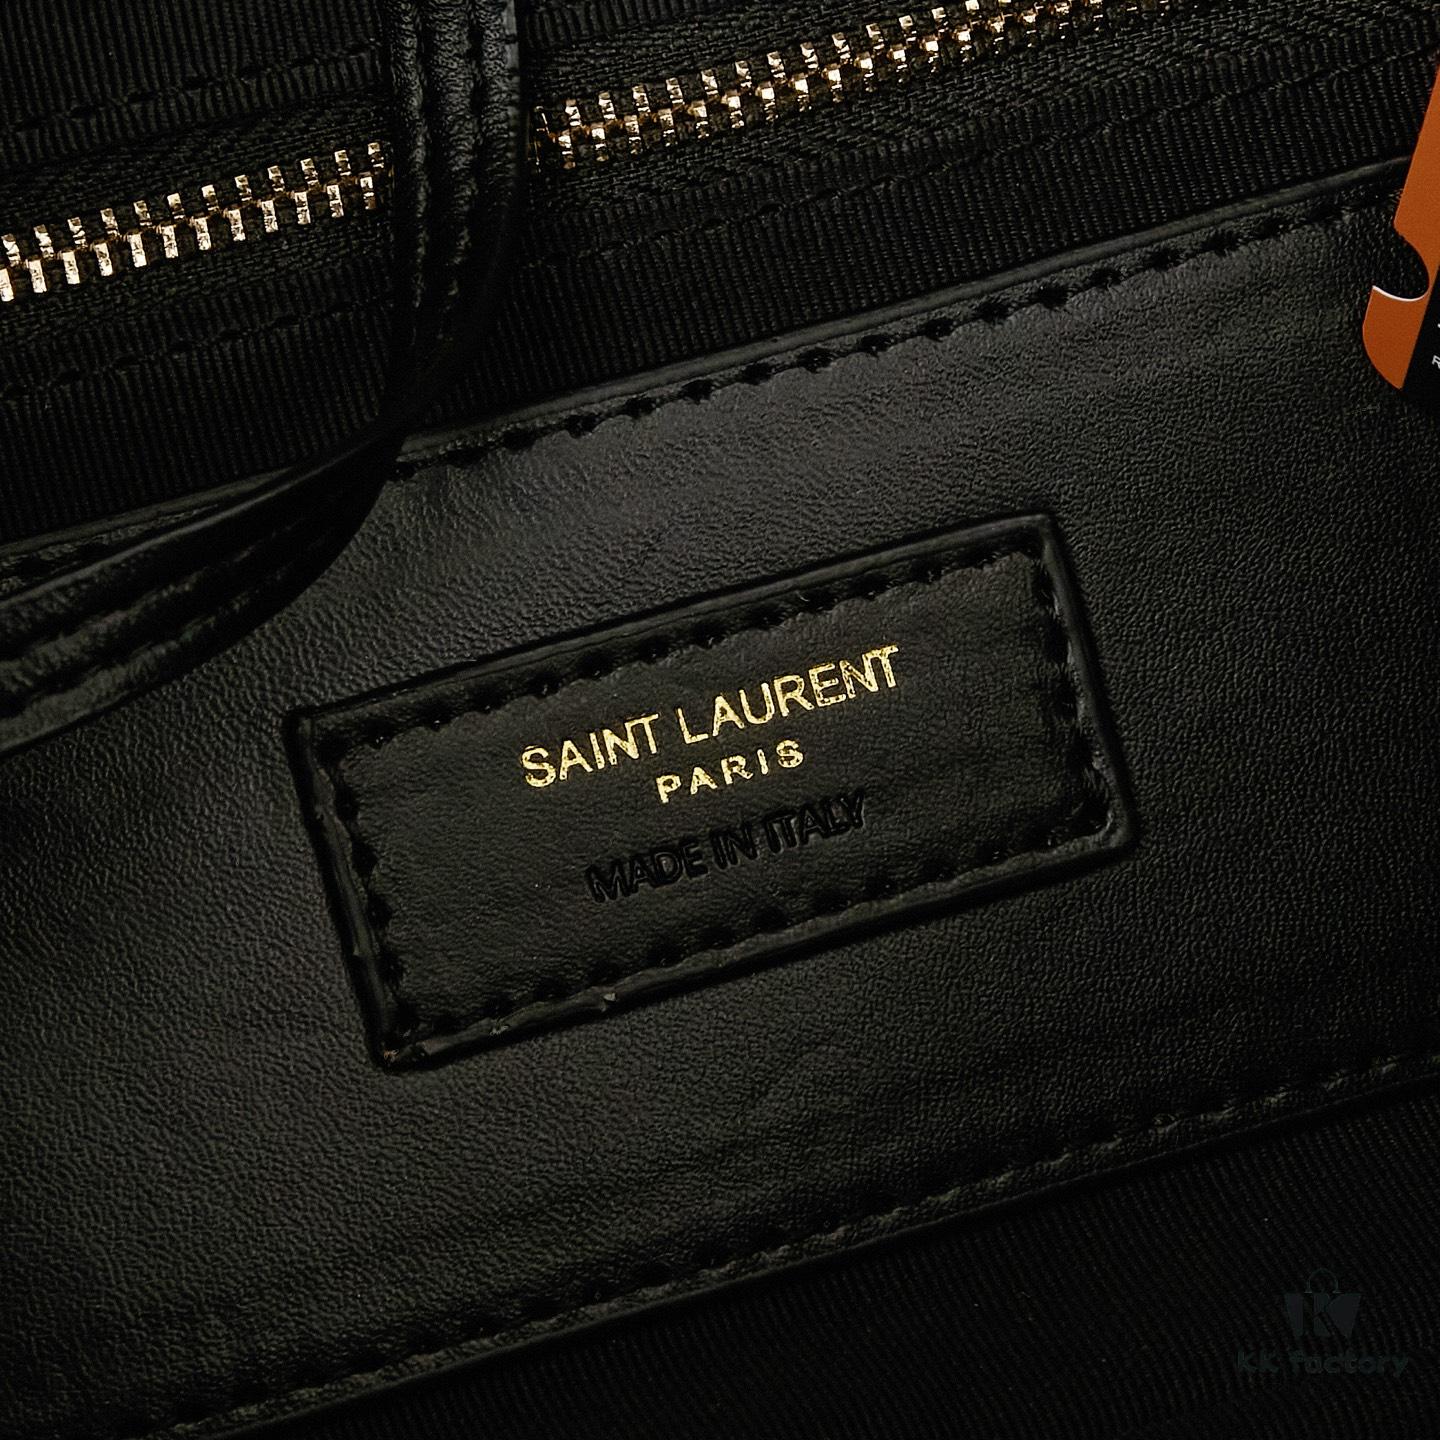 SAINT LAURENT
PARIS
MADE IN ITALY
KK factory